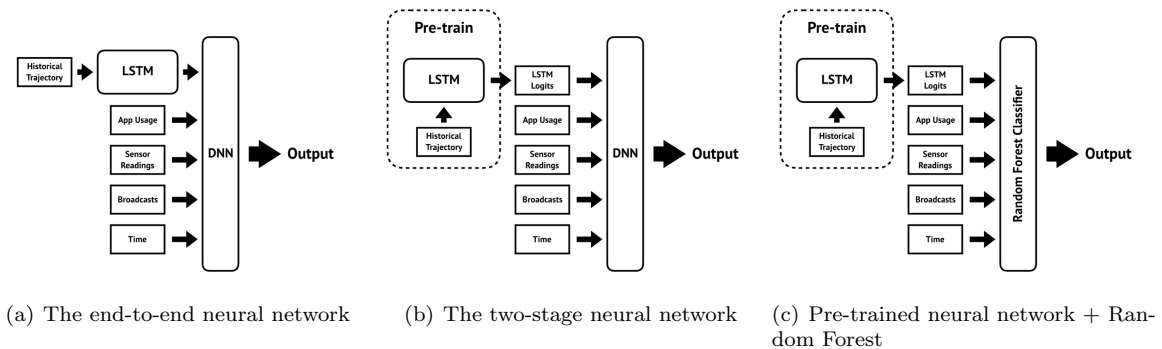 Historical
Trajectory
LSTM
App Usage
Sensor
Readings
Broadcasts
Time
DNN
Output
(a) The end-to-end neural network
Pre-train
LSTM
Historical
Trajectory
LSTM
Logits
App Usage
Sensor
Readings
Broadcasts
Time
DNN
Output
(b) The two-stage neural network
Pre-train
LSTM
Historical
Trajectory
LSTM
Logits
App Usage
Sensor
Readings
Broadcasts
Time
Random Forest Classifier
Output
(c) Pre-trained neural network + Ran-
dom Forest